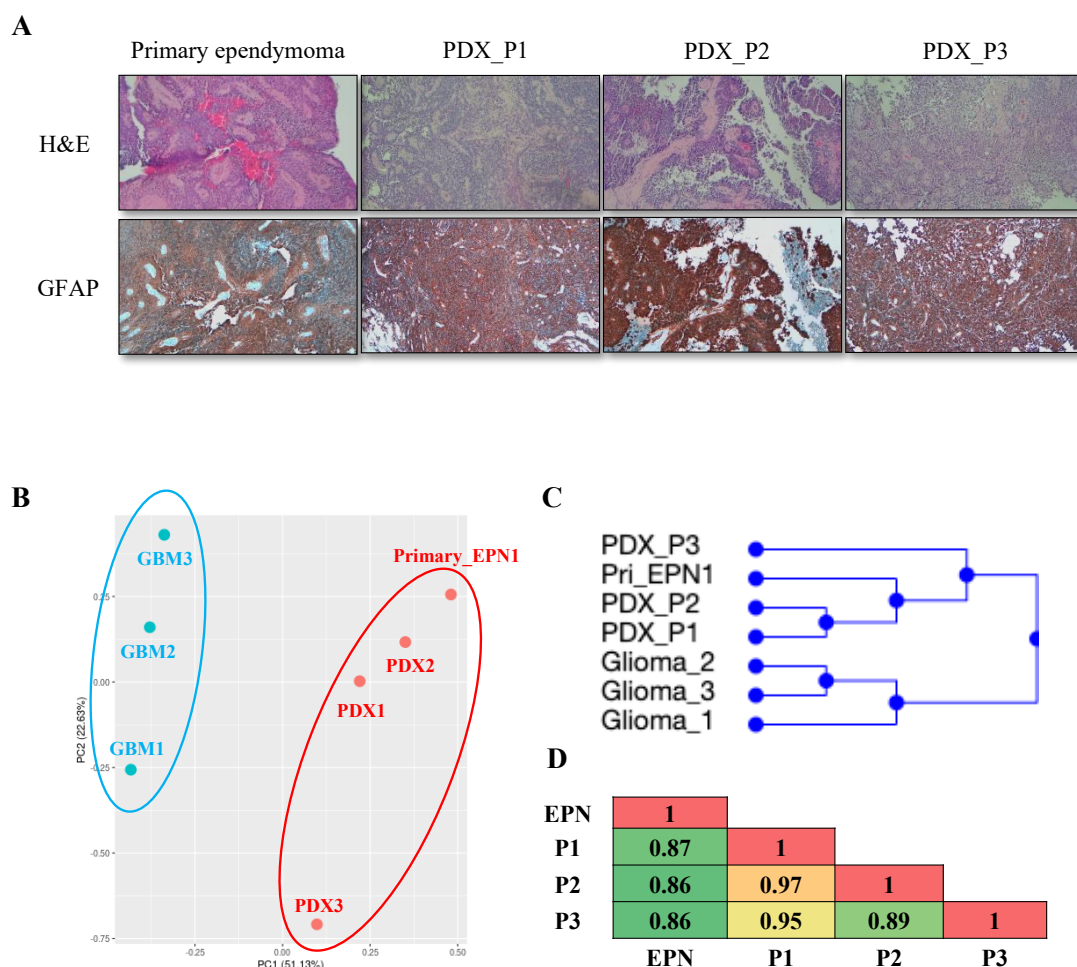 A
Primary ependymoma PDX_P1 PDX_P2 PDX_P3
H&E
GFAP
B
GBM3
GBM2
GBM1
Primary_EPN1
PDX2
PDX1
PDX3
0.25
0.00
-0.25
-0.50
-0.75
PC2 (22.63%)
-0.25 0.00 0.25 0.50
PC1 (51.13%)
C
PDX_P3
Pri_EPN1
PDX_P2
PDX_P1
Glioma_2
Glioma_3
Glioma_1
D
EPN 1
P1 0.87 1
P2 0.86 0.97 1
P3 0.86 0.95 0.89 1
EPN P1 P2 P3